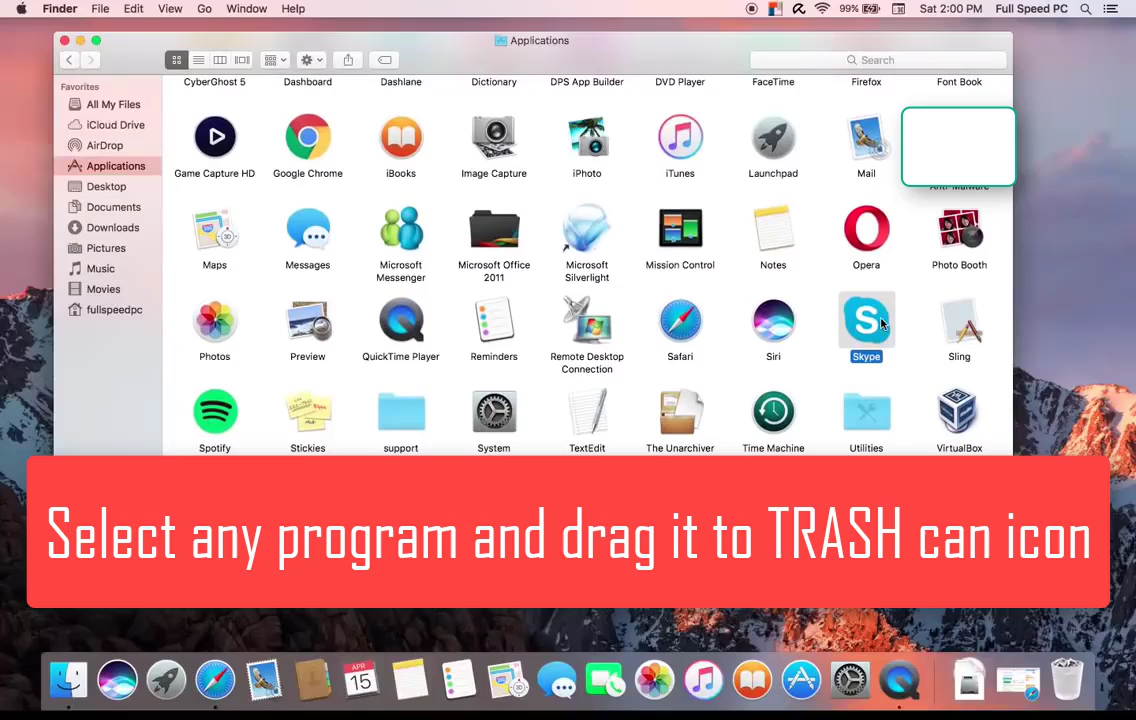 Finder File Edit View Go Window Help 99% Sat 2:00 PM Full Speed PC
Applications
Search
Favorites
All My Files
iCloud Drive
AirDrop
Applications
Desktop
Documents
Downloads
Pictures
Music
Movies
fullspeedpc
CyberGhost 5 Dashboard Dashlane Dictionary DPS App Builder DVD Player FaceTime Firefox Font Book
Game Capture HD Google Chrome iBooks Image Capture iPhoto iTunes Launchpad Mail
Anti-Malware
Maps Messages Microsoft Messenger Microsoft Office 2011 Microsoft Silverlight Mission Control Notes Opera Photo Booth
Photos Preview QuickTime Player Reminders Remote Desktop Connection Safari Siri Skype Sling
Spotify Stickies support System TextEdit The Unarchiver Time Machine Utilities VirtualBox
Select any program and drag it to TRASH can icon
APR
15